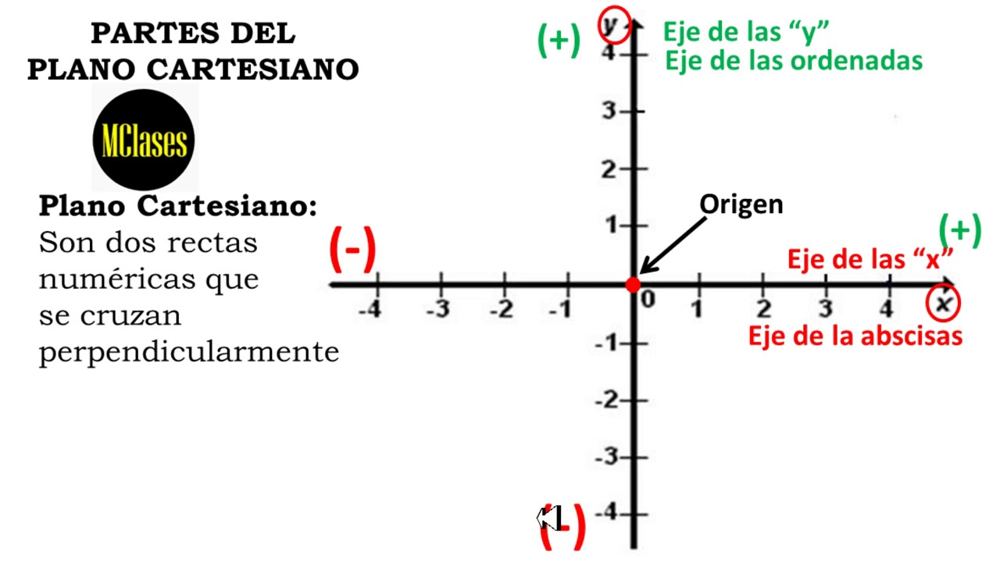 PARTES DEL
PLANO CARTESIANO
MClases
Plano Cartesiano:
Son dos rectas
numéricas que
se cruzan
perpendicularmente
(+)
y
Eje de las “y”
Eje de las ordenadas
4
3
2
1
Origen
(+)
(-)
Eje de las “x”
-4 -3 -2 -1 0 1 2 3 4 x
Eje de la abscisas
-1
-2
-3
-4
(-)